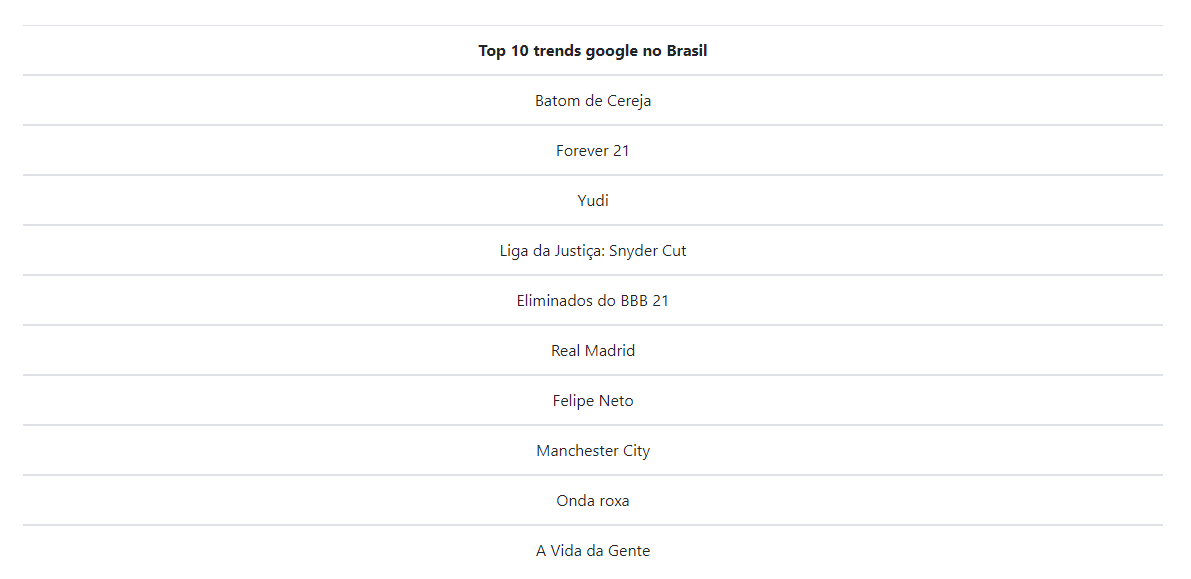 Top 10 trends google no Brasil
Batom de Cereja
Forever 21
Yudi
Liga da Justiça: Snyder Cut
Eliminados do BBB 21
Real Madrid
Felipe Neto
Manchester City
Onda roxa
A Vida da Gente